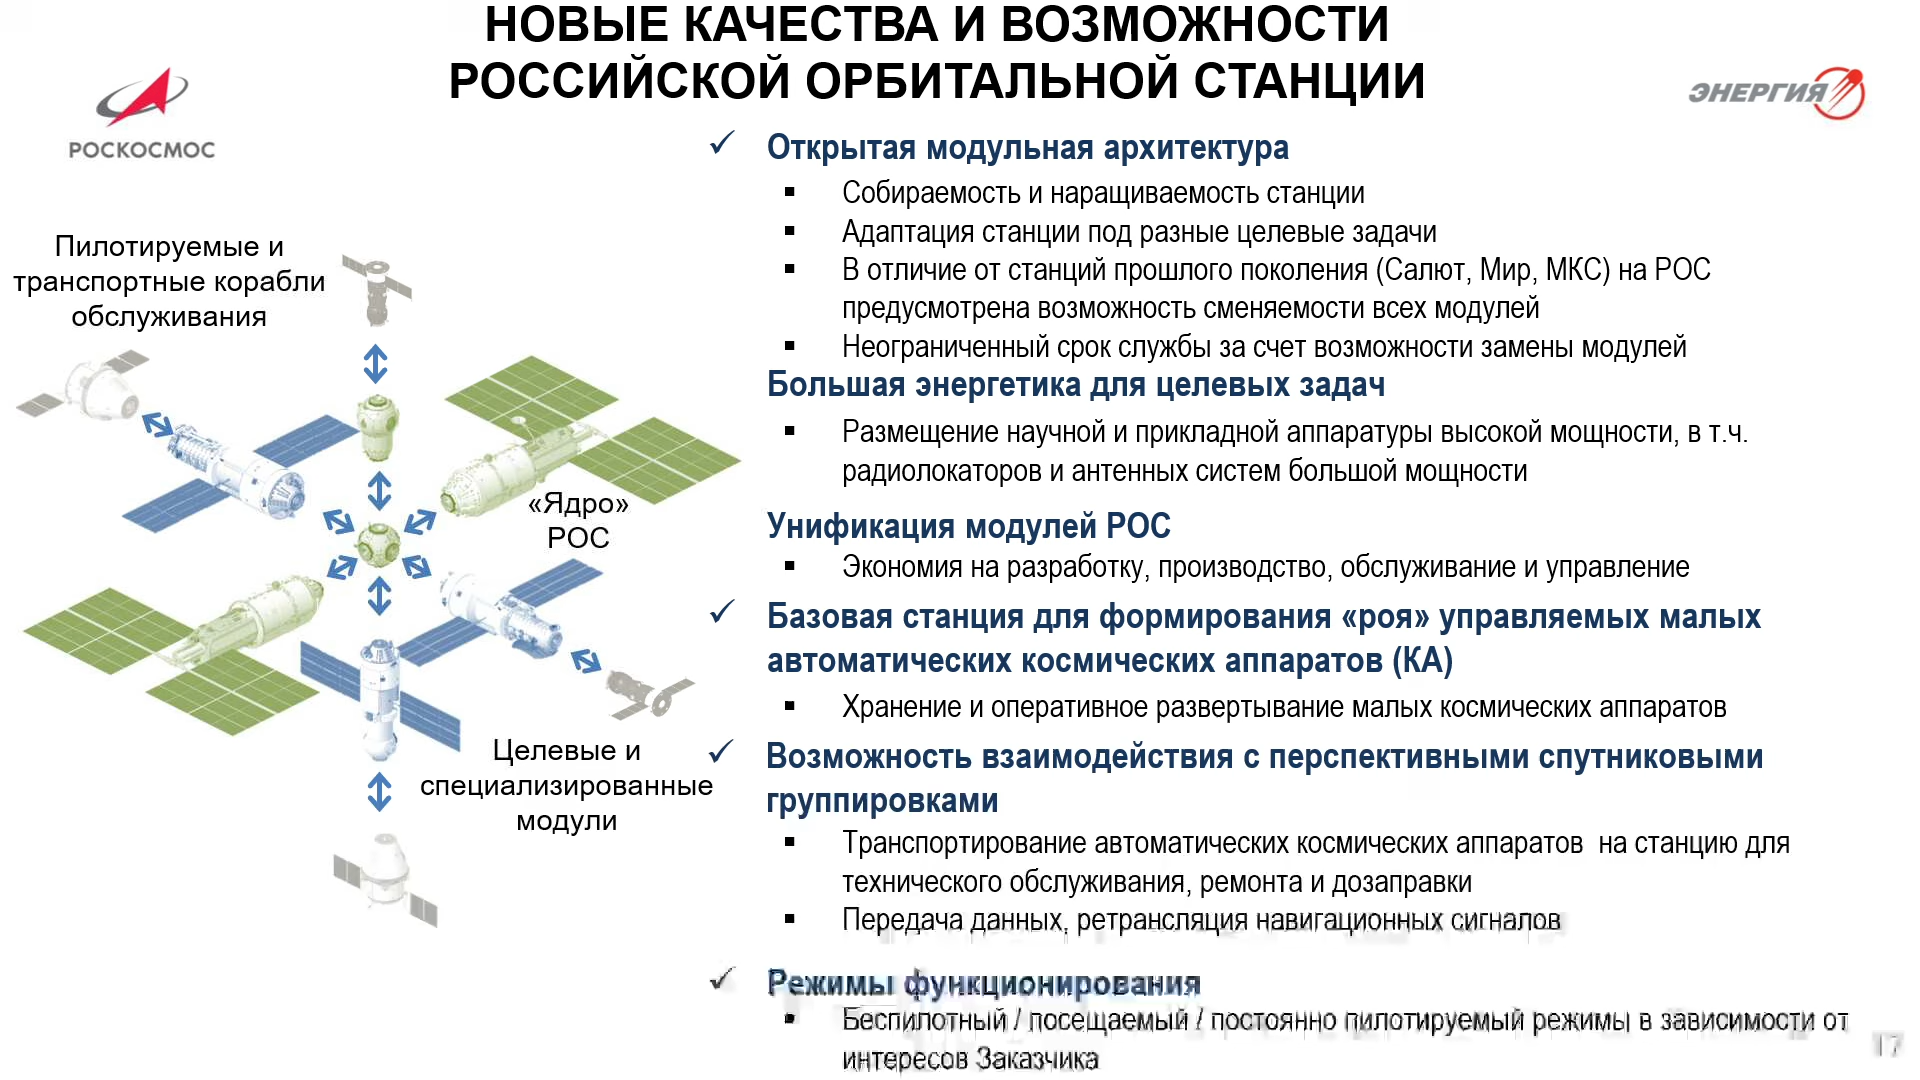 НОВЫЕ КАЧЕСТВА И ВОЗМОЖНОСТИ
РОССИЙСКОЙ ОРБИТАЛЬНОЙ СТАНЦИИ
РОСКОСМОС
ЭНЕРГИЯ
Пилотируемые и
транспортные корабли
обслуживания
«Ядро»
РОС
Целевые и
специализированные
модули
✓ Открытая модульная архитектура
▪ Собираемость и наращиваемость станции
▪ Адаптация станции под разные целевые задачи
▪ В отличие от станций прошлого поколения (Салют, Мир, МКС) на РОС
предусмотрена возможность сменяемости всех модулей
▪ Неограниченный срок службы за счет возможности замены модулей
Большая энергетика для целевых задач
▪ Размещение научной и прикладной аппаратуры высокой мощности, в т.ч.
радиолокаторов и антенных систем большой мощности
Унификация модулей РОС
▪ Экономия на разработку, производство, обслуживание и управление
✓ Базовая станция для формирования «роя» управляемых малых
автоматических космических аппаратов (КА)
▪ Хранение и оперативное развертывание малых космических аппаратов
✓ Возможность взаимодействия с перспективными спутниковыми
группировками
▪ Транспортирование автоматических космических аппаратов на станцию для
технического обслуживания, ремонта и дозаправки
▪ Передача данных, ретрансляция навигационных сигналов
✓ Режимы функционирования
▪ Беспилотный / посещаемый / постоянно пилотируемый режимы в зависимости от
интересов Заказчика
17